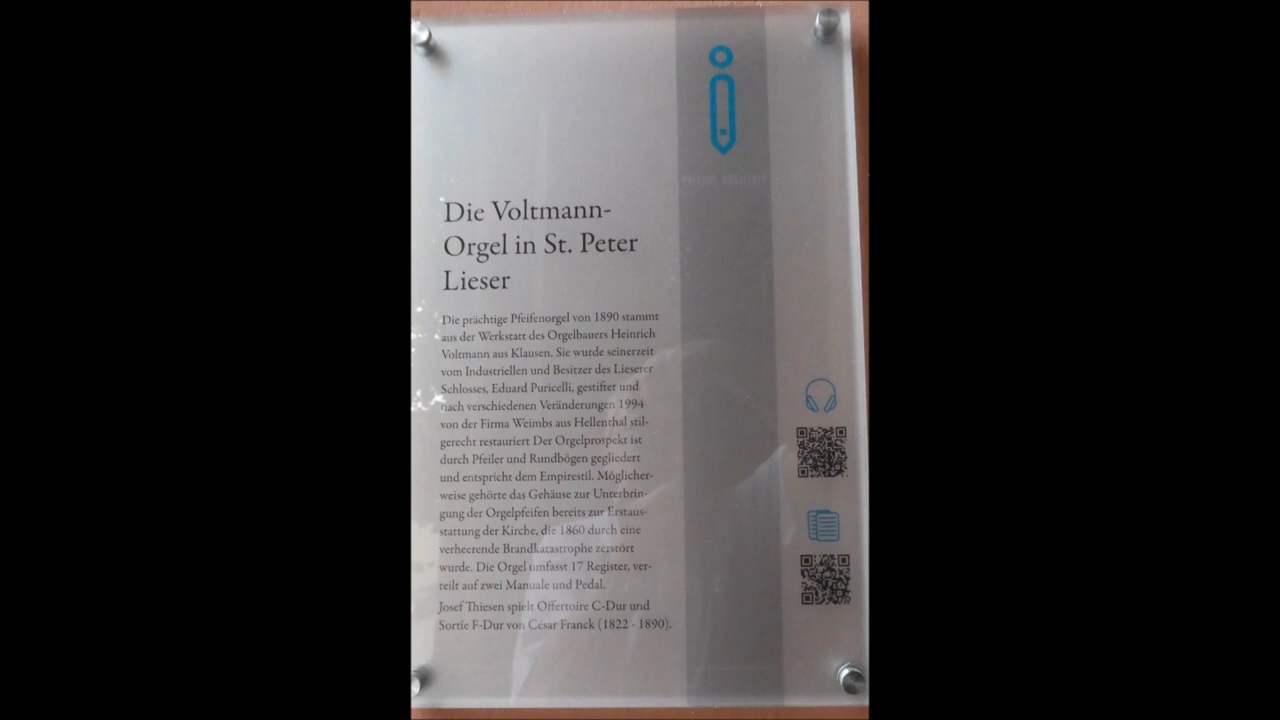 Die Voltmann-
Orgel in St. Peter
Lieser
Die prächtige Pfeifenorgel von 1890 stammt
aus der Werkstatt des Orgelbauers Heinrich
Voltmann aus Klausen. Sie wurde seinerzeit
vom Industriellen und Besitzer des Lieserer
Schlosses, Eduard Puricelli, gestiftet und
nach verschiedenen Veränderungen 1994
von der Firma Weimbs aus Hellenthal stil-
gerecht restauriert Der Orgelprospekt ist
durch Pfeiler und Rundbögen gegliedert
und entspricht dem Empirestil. Möglicher-
weise gehörte das Gehäuse zur Unterbrin-
gung der Orgelpfeifen bereits zur Erstaus-
stattung der Kirche, die 1860 durch eine
verheerende Brandkatastrophe zerstört
wurde. Die Orgel umfasst 17 Register, ver-
teilt auf zwei Manuale und Pedal.
Josef Thiesen spielt Offertoire C-Dur und
Sortie F-Dur von César Franck (1822 - 1890).